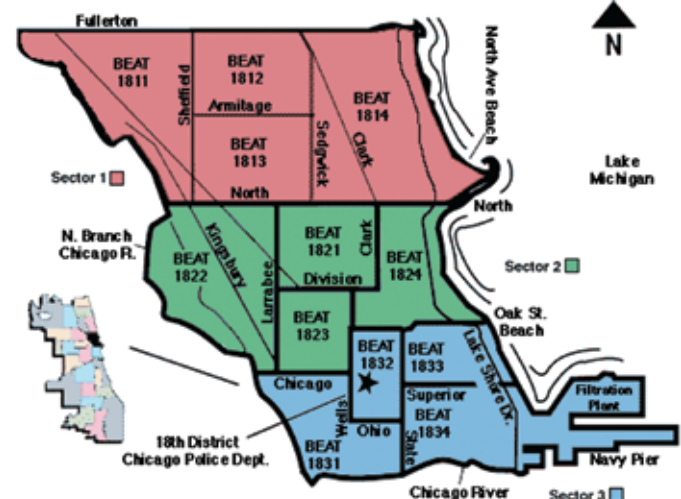 Fullerton
N
BEAT
1811
Sheffield
BEAT
1812
Armitage
BEAT
1813
Sedgwick
BEAT
1814
Clark
North Ave Beach
Lake
Michigan
Sector 1
North
North
N. Branch
Chicago R.
BEAT
1822
Kingsbury
Larrabee
BEAT
1821
Clark
Division
BEAT
1824
Sector 2
BEAT
1823
Oak St.
Beach
BEAT
1832
BEAT
1833
Lake Shore Dr.
Chicago
Superior
Filtration
Plant
Wells
BEAT
1834
Ohio
State
18th District
Chicago Police Dept.
BEAT
1831
Navy Pier
Chicago River
Sector 3